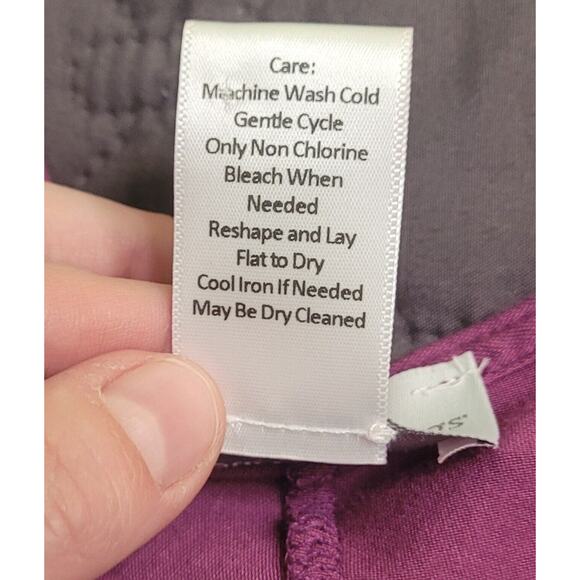 Care:
Machine Wash Cold
Gentle Cycle
Only Non Chlorine
Bleach When
Needed
Reshape and Lay
Flat to Dry
Cool Iron If Needed
May Be Dry Cleaned